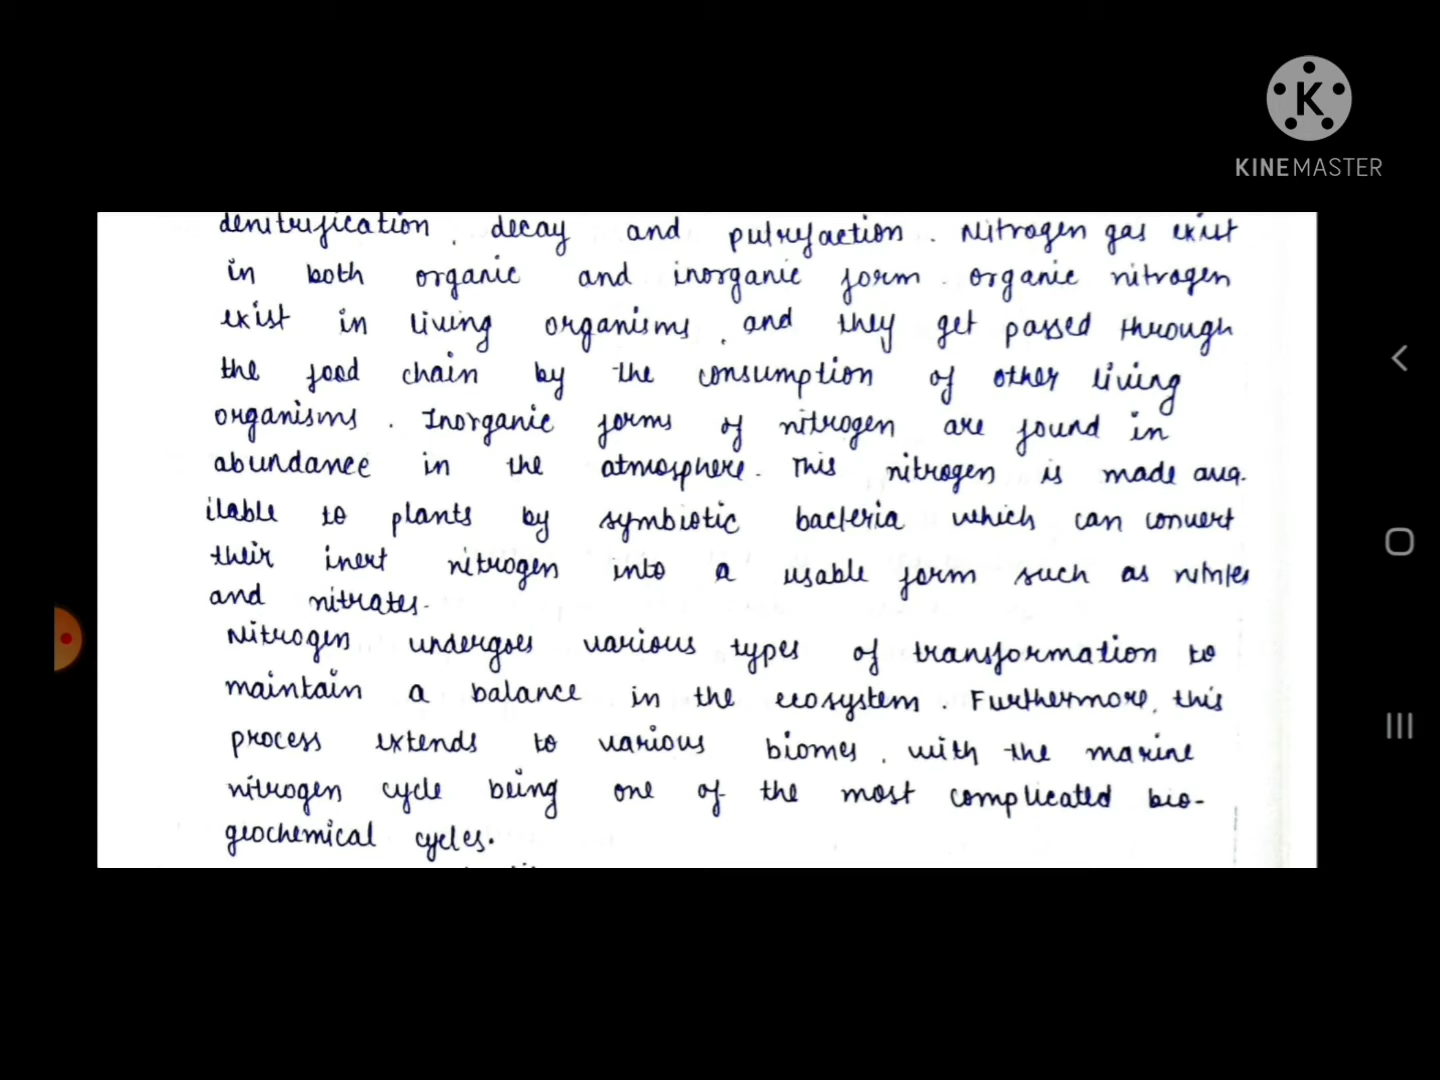 K
KINEMASTER
denitrification, decay and putrefaction. Nitrogen gas exist
in both organic and inorganic form. organic nitrogen
exist in living organisms, and they get passed through
the food chain by the consumption of other living
organisms. Inorganic forms of nitrogen are found in
abundance in the atmosphere. This nitrogen is made ava-
ilable to plants by symbiotic bacteria which can convert
their inert nitrogen into a usable form such as nitrites
and nitrates.
Nitrogen undergoes various types of transformation to
maintain a balance in the ecosystem. Furthermore, this
process extends to various biomes, with the marine
nitrogen cycle being one of the most complicated bio-
geochemical cycles.